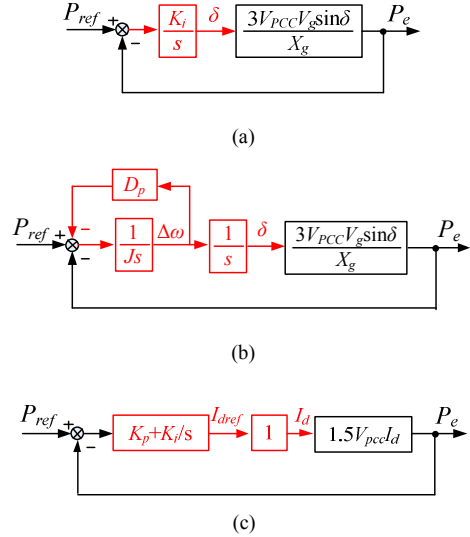 P_ref + − K_i/s δ 3V_PCC V_g sinδ / X_g P_e
(a)
D_p
P_ref + − − 1/Js Δω 1/s δ 3V_PCC V_g sinδ / X_g P_e
(b)
P_ref + − K_p+K_i/s I_dref 1 I_d 1.5V_pcc I_d P_e
(c)